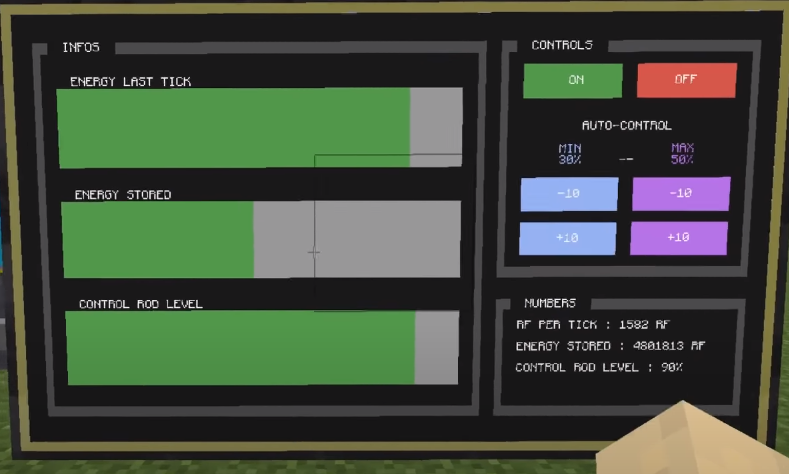 INFOS
ENERGY LAST TICK
ENERGY STORED
CONTROL ROD LEVEL
CONTROLS
ON
OFF
AUTO-CONTROL
MIN
30%
--
MAX
50%
-10
-10
+10
+10
NUMBERS
RF PER TICK : 1582 RF
ENERGY STORED : 4801813 RF
CONTROL ROD LEVEL : 90%